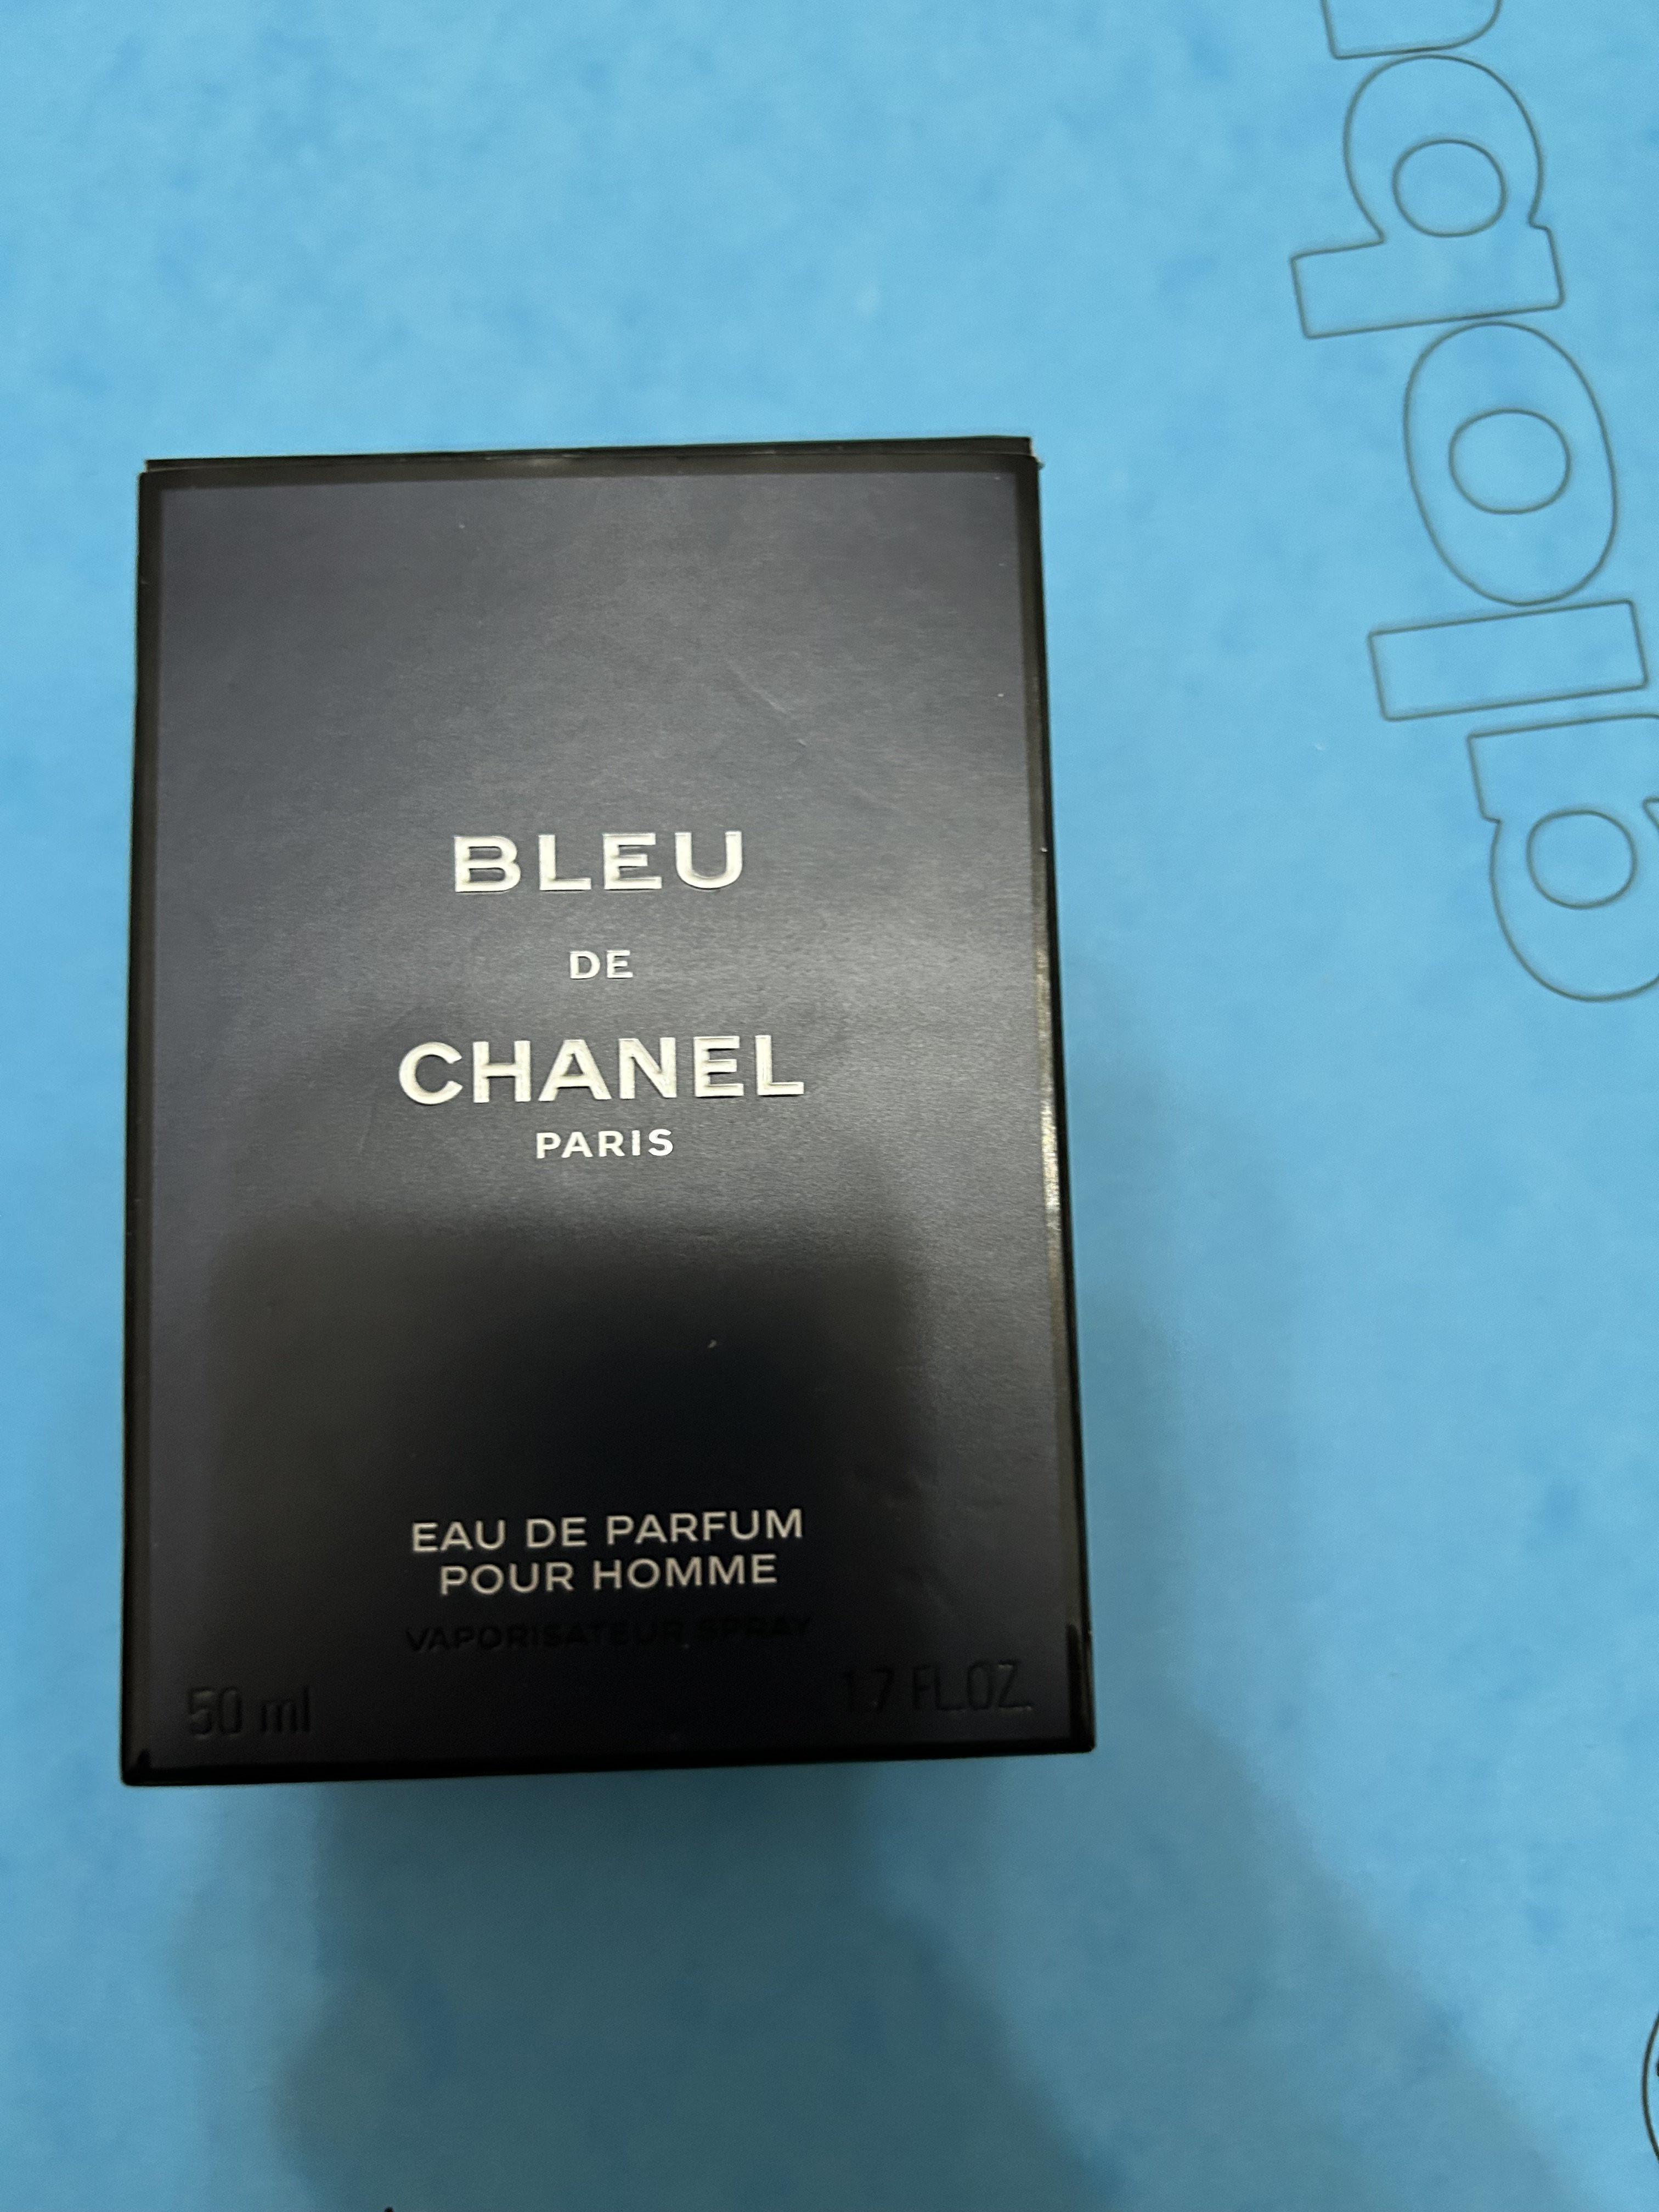 BLEU
DE
CHANEL
PARIS
EAU DE PARFUM
POUR HOMME
VAPORISATEUR SPRAY
50 ml
1.7 FL.OZ.